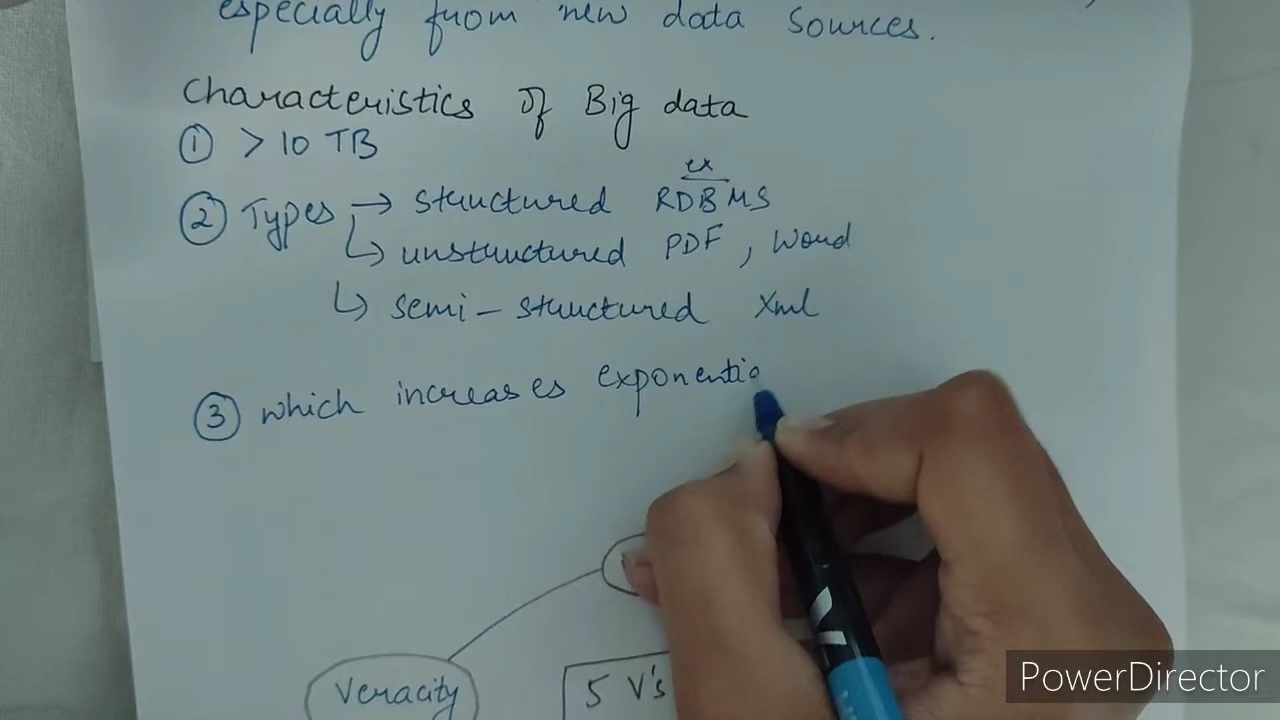 especially from new data sources.
Characteristics of Big data
① > 10 TB
ex
② Types → structured RDBMS
↳ unstructured PDF, Word
↳ semi-structured Xml
③ which increases exponentia
Veracity
5 V's
PowerDirector